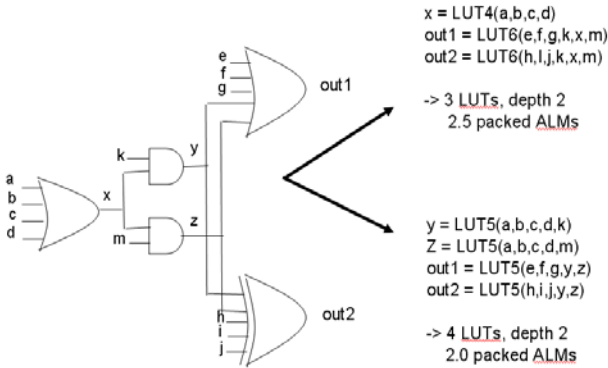 a
b
c
d
x
k
m
y
z
e
f
g
out1
h
i
j
out2
x = LUT4(a,b,c,d)
out1 = LUT6(e,f,g,k,x,m)
out2 = LUT6(h,I,j,k,x,m)
-> 3 LUTs, depth 2
2.5 packed ALMs
y = LUT5(a,b,c,d,k)
Z = LUT5(a,b,c,d,m)
out1 = LUT5(e,f,g,y,z)
out2 = LUT5(h,i,j,y,z)
-> 4 LUTs, depth 2
2.0 packed ALMs